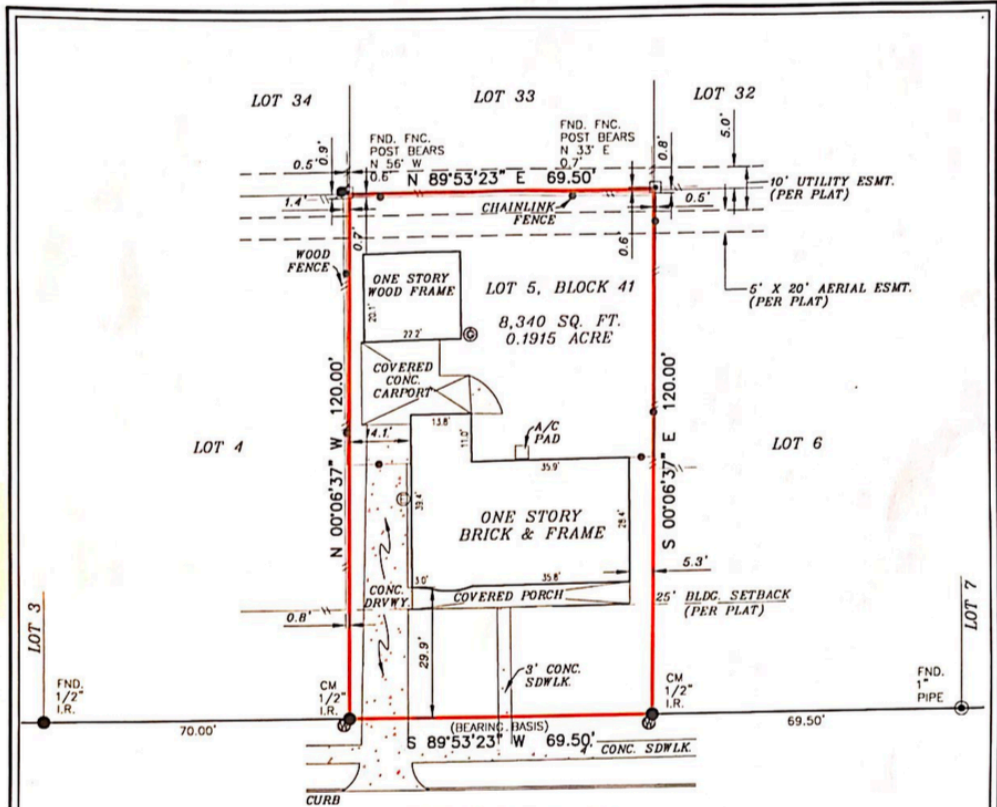 LOT 34
LOT 33
LOT 32
FND. FNC.
POST BEARS
N 56° W
0.6'
FND. FNC.
POST BEARS
N 33° E
0.7'
0.5'
0.9'
0.8'
5.0'
N 89°53'23" E 69.50'
10' UTILITY ESMT.
(PER PLAT)
1.4'
0.5'
CHAINLINK
FENCE
0.7'
0.6'
WOOD
FENCE
ONE STORY
WOOD FRAME
20.1'
22.2'
LOT 5, BLOCK 41
8,340 SQ. FT.
0.1915 ACRE
5' X 20' AERIAL ESMT.
(PER PLAT)
COVERED
CONC.
CARPORT
N 00°06'37" W 120.00'
S 00°06'37" E 120.00'
LOT 4
LOT 6
14.1'
13.8'
11.0'
A/C
PAD
35.9'
39.4'
28.4'
ONE STORY
BRICK & FRAME
5.3'
3.0'
35.8'
COVERED PORCH
CONC.
DRVWY.
25' BLDG. SETBACK
(PER PLAT)
0.8'
29.9'
3' CONC.
SDWLK.
LOT 3
LOT 7
FND.
1/2"
I.R.
CM
1/2"
I.R.
CM
1/2"
I.R.
FND.
1"
PIPE
70.00'
(BEARING BASIS)
S 89°53'23" W 69.50'
69.50'
4' CONC. SDWLK.
CURB